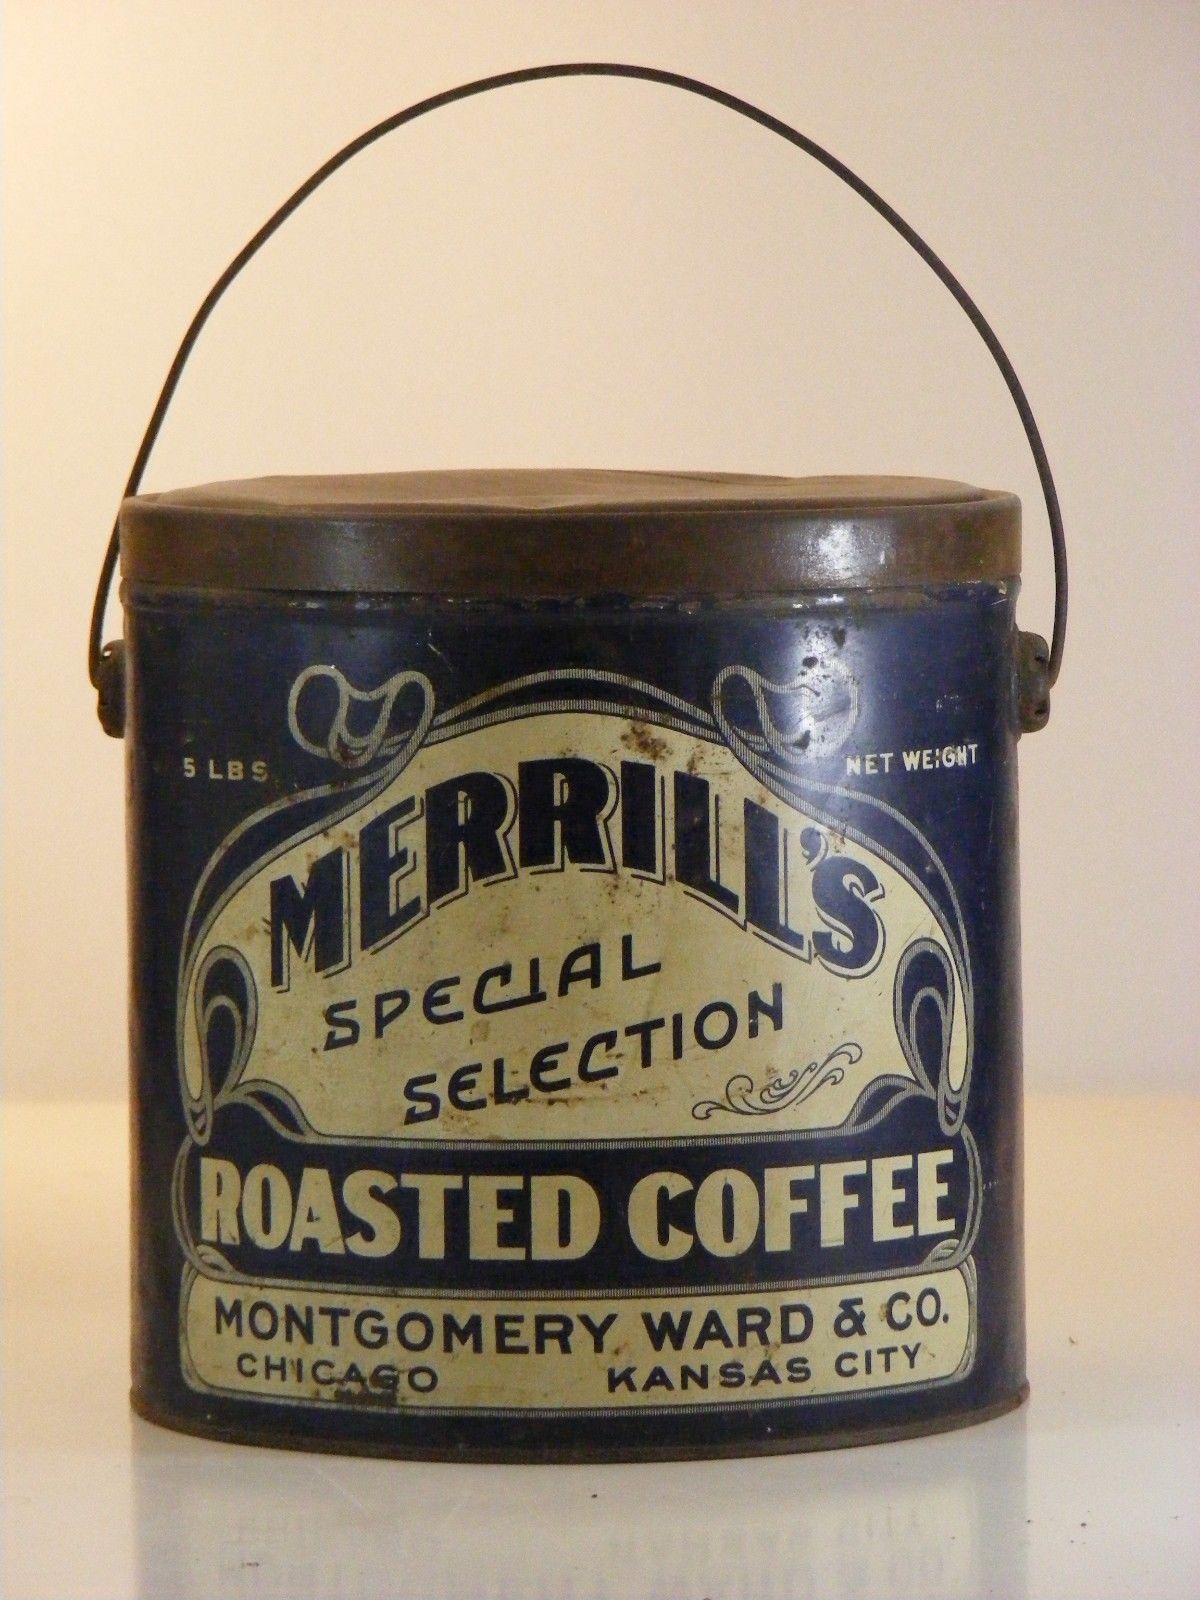 5 LBS
NET WEIGHT
MERRILL'S
SPECIAL
SELECTION
ROASTED COFFEE
MONTGOMERY WARD & CO.
CHICAGO KANSAS CITY